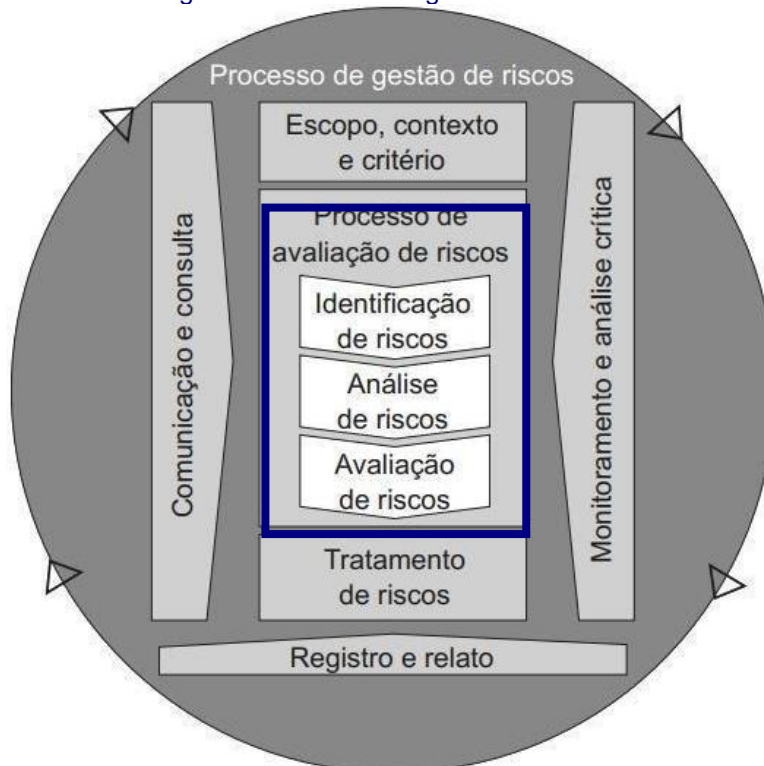 Processo de gestão de riscos
Escopo, contexto
e critério
Processo de
avaliação de riscos
Identificação
de riscos
Análise
de riscos
Avaliação
de riscos
Tratamento
de riscos
Comunicação e consulta
Monitoramento e análise crítica
Registro e relato